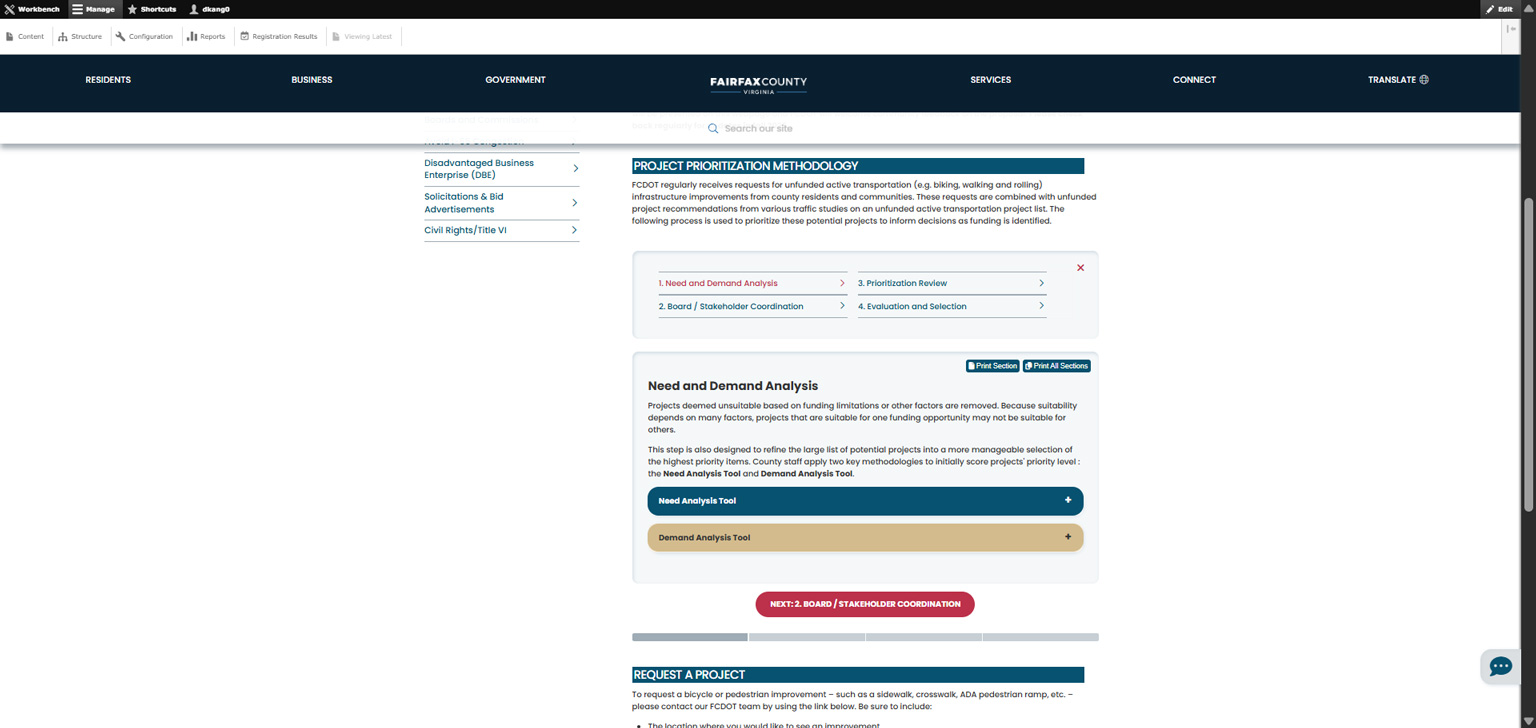 Workbench Manage Shortcuts dkang0 Edit
Content Structure Configuration Reports Registration Results Viewing Latest
RESIDENTS BUSINESS GOVERNMENT FAIRFAXCOUNTY SERVICES CONNECT TRANSLATE
VIRGINIA
Search our site
Disadvantaged Business
Enterprise (DBE)
Solicitations & Bid
Advertisements
Civil Rights/Title VI
PROJECT PRIORITIZATION METHODOLOGY
FCDOT regularly receives requests for unfunded active transportation (e.g. biking, walking and rolling)
infrastructure improvements from county residents and communities. These requests are combined with unfunded
project recommendations from various traffic studies on an unfunded active transportation project list. The
following process is used to prioritize these potential projects to inform decisions as funding is identified.
1. Need and Demand Analysis
2. Board / Stakeholder Coordination
3. Prioritization Review
4. Evaluation and Selection
Print Section Print All Sections
Need and Demand Analysis
Projects deemed unsuitable based on funding limitations or other factors are removed. Because suitability
depends on many factors, projects that are suitable for one funding opportunity may not be suitable for
others.
This step is also designed to refine the large list of potential projects into a more manageable selection of
the highest priority items. County staff apply two key methodologies to initially score projects' priority level :
the Need Analysis Tool and Demand Analysis Tool.
Need Analysis Tool +
Demand Analysis Tool +
NEXT: 2. BOARD / STAKEHOLDER COORDINATION
REQUEST A PROJECT
To request a bicycle or pedestrian improvement – such as a sidewalk, crosswalk, ADA pedestrian ramp, etc. –
please contact our FCDOT team by using the link below. Be sure to include:
• The location where you would like to see an improvement